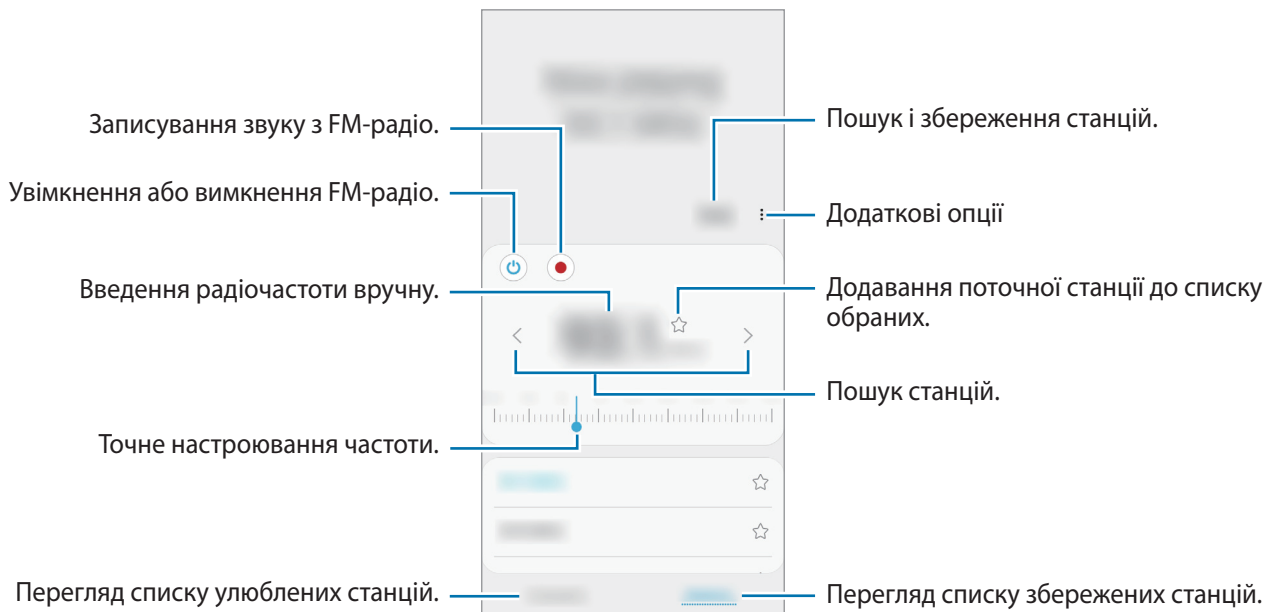 Записування звуку з FM-радіо.
Увімкнення або вимкнення FM-радіо.
Введення радіочастоти вручну.
Точне настроювання частоти.
Перегляд списку улюблених станцій.
Пошук і збереження станцій.
Додаткові опції
Додавання поточної станції до списку
обраних.
Пошук станцій.
Перегляд списку збережених станцій.